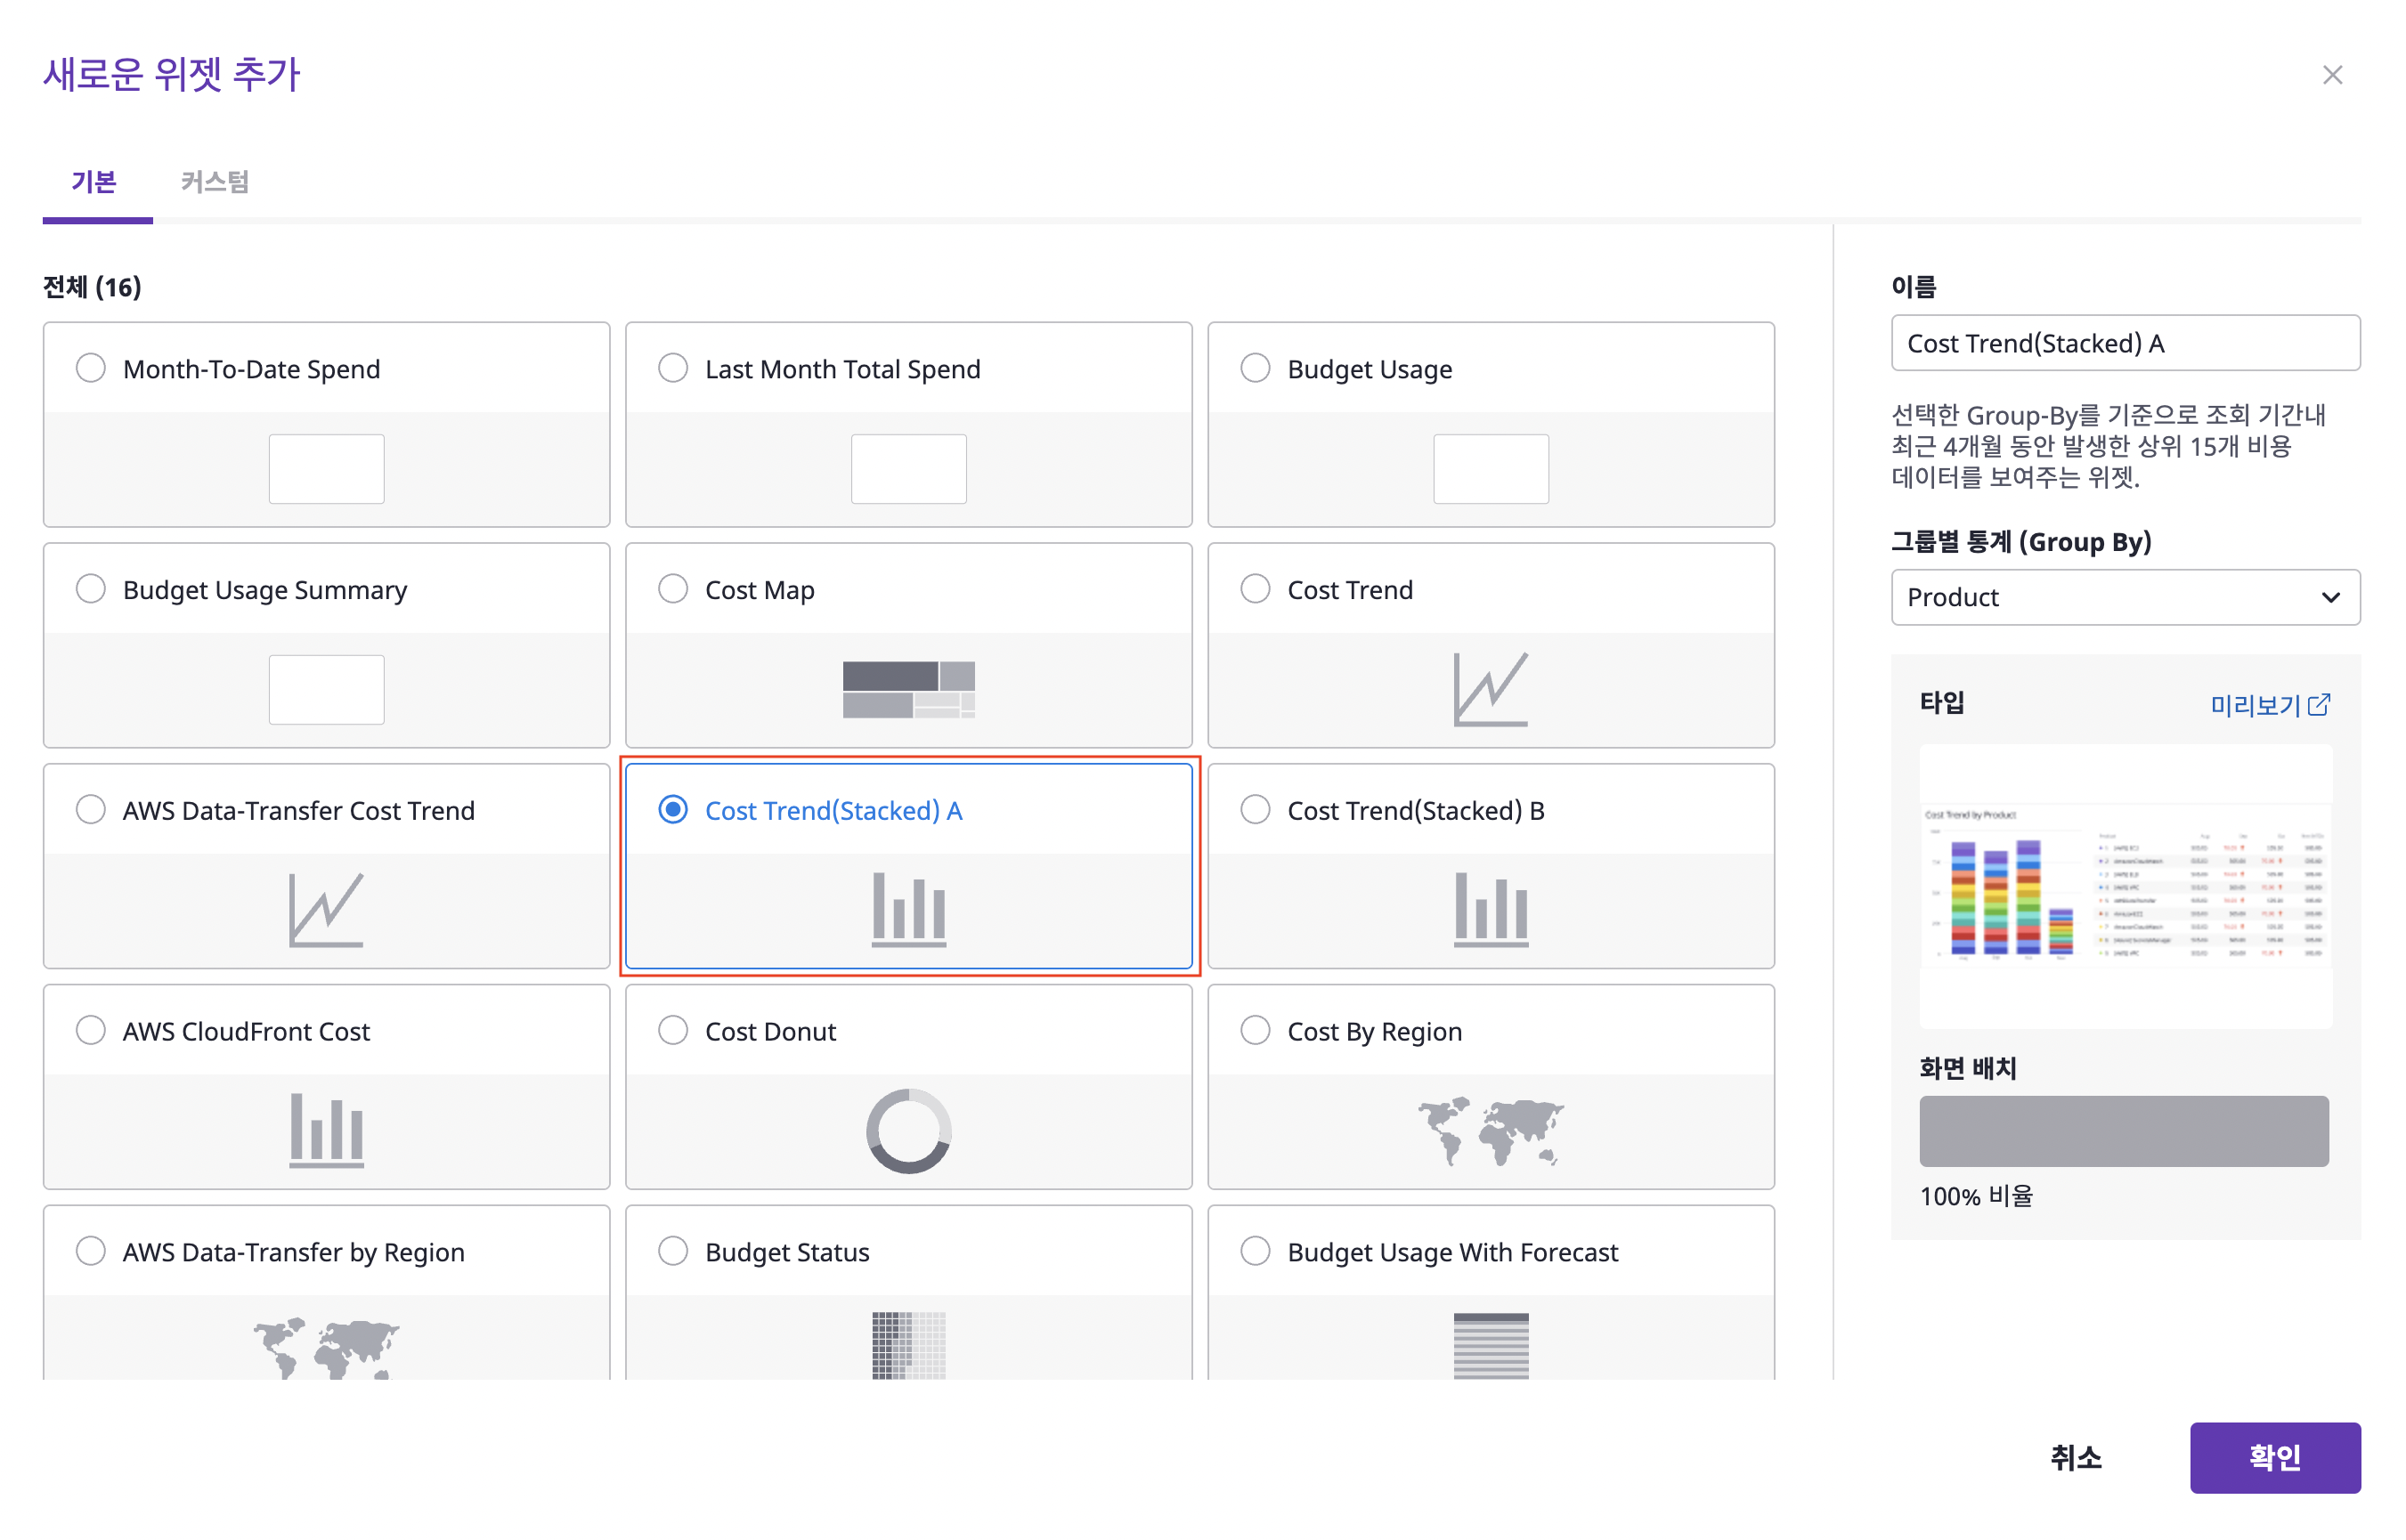 새로운 위젯 추가
기본
커스텀
전체 (16)
Month-To-Date Spend
Last Month Total Spend
Budget Usage
Budget Usage Summary
Cost Map
Cost Trend
AWS Data-Transfer Cost Trend
Cost Trend(Stacked) A
Cost Trend(Stacked) B
AWS CloudFront Cost
Cost Donut
Cost By Region
AWS Data-Transfer by Region
Budget Status
Budget Usage With Forecast
이름
Cost Trend(Stacked) A
선택한 Group-By를 기준으로 조회 기간내
최근 4개월 동안 발생한 상위 15개 비용
데이터를 보여주는 위젯.
그룹별 통계 (Group By)
Product
타입
미리보기
Cost Trend by Product
화면 배치
100% 비율
취소
확인